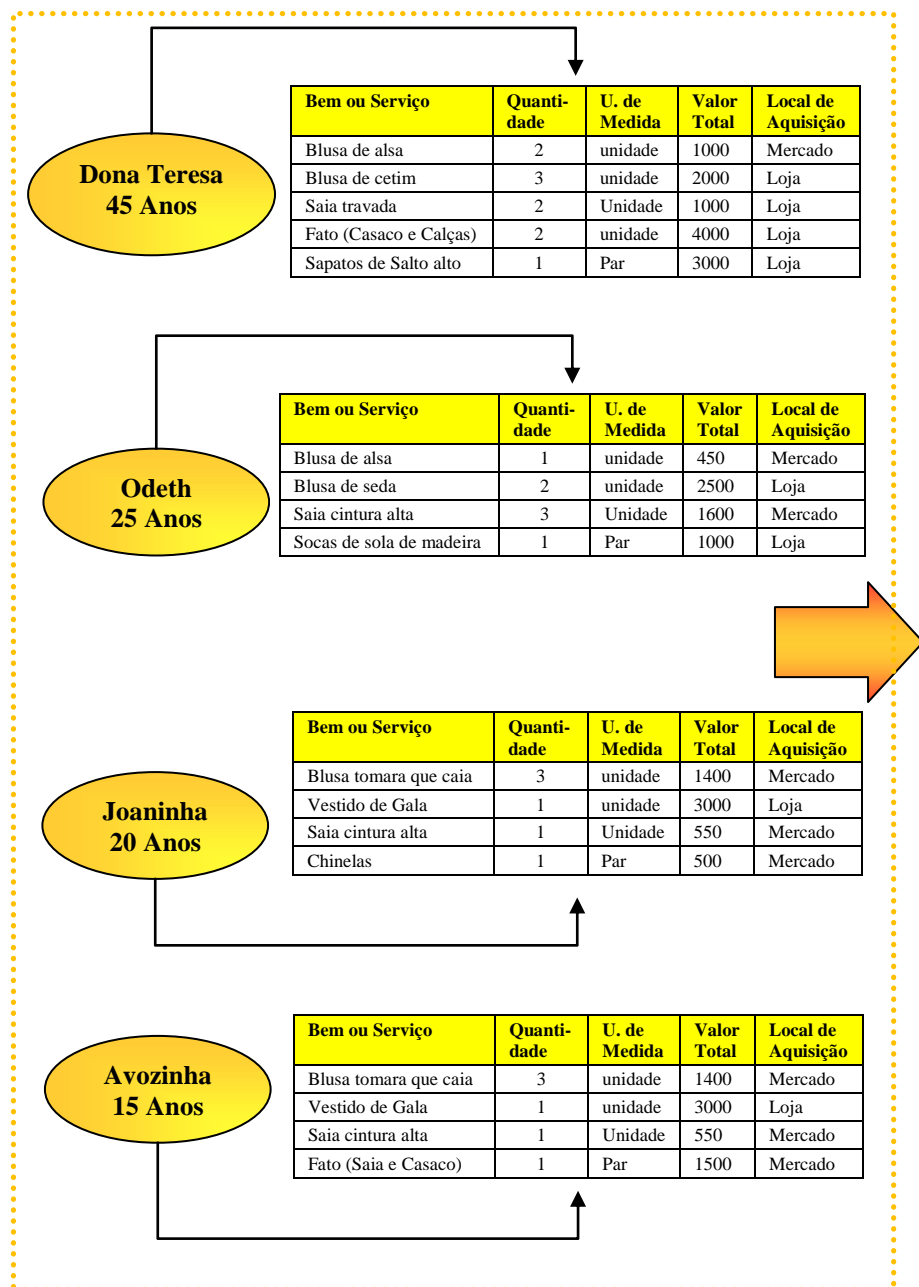 Dona Teresa
45 Anos
Bem ou Serviço Quanti- U. de Valor Local de
dade Medida Total Aquisição
Blusa de alsa 2 unidade 1000 Mercado
Blusa de cetim 3 unidade 2000 Loja
Saia travada 2 Unidade 1000 Loja
Fato (Casaco e Calças) 2 unidade 4000 Loja
Sapatos de Salto alto 1 Par 3000 Loja
Odeth
25 Anos
Bem ou Serviço Quanti- U. de Valor Local de
dade Medida Total Aquisição
Blusa de alsa 1 unidade 450 Mercado
Blusa de seda 2 unidade 2500 Loja
Saia cintura alta 3 Unidade 1600 Mercado
Socas de sola de madeira 1 Par 1000 Loja
Joaninha
20 Anos
Bem ou Serviço Quanti- U. de Valor Local de
dade Medida Total Aquisição
Blusa tomara que caia 3 unidade 1400 Mercado
Vestido de Gala 1 unidade 3000 Loja
Saia cintura alta 1 Unidade 550 Mercado
Chinelas 1 Par 500 Mercado
Avozinha
15 Anos
Bem ou Serviço Quanti- U. de Valor Local de
dade Medida Total Aquisição
Blusa tomara que caia 3 unidade 1400 Mercado
Vestido de Gala 1 unidade 3000 Loja
Saia cintura alta 1 Unidade 550 Mercado
Fato (Saia e Casaco) 1 Par 1500 Mercado